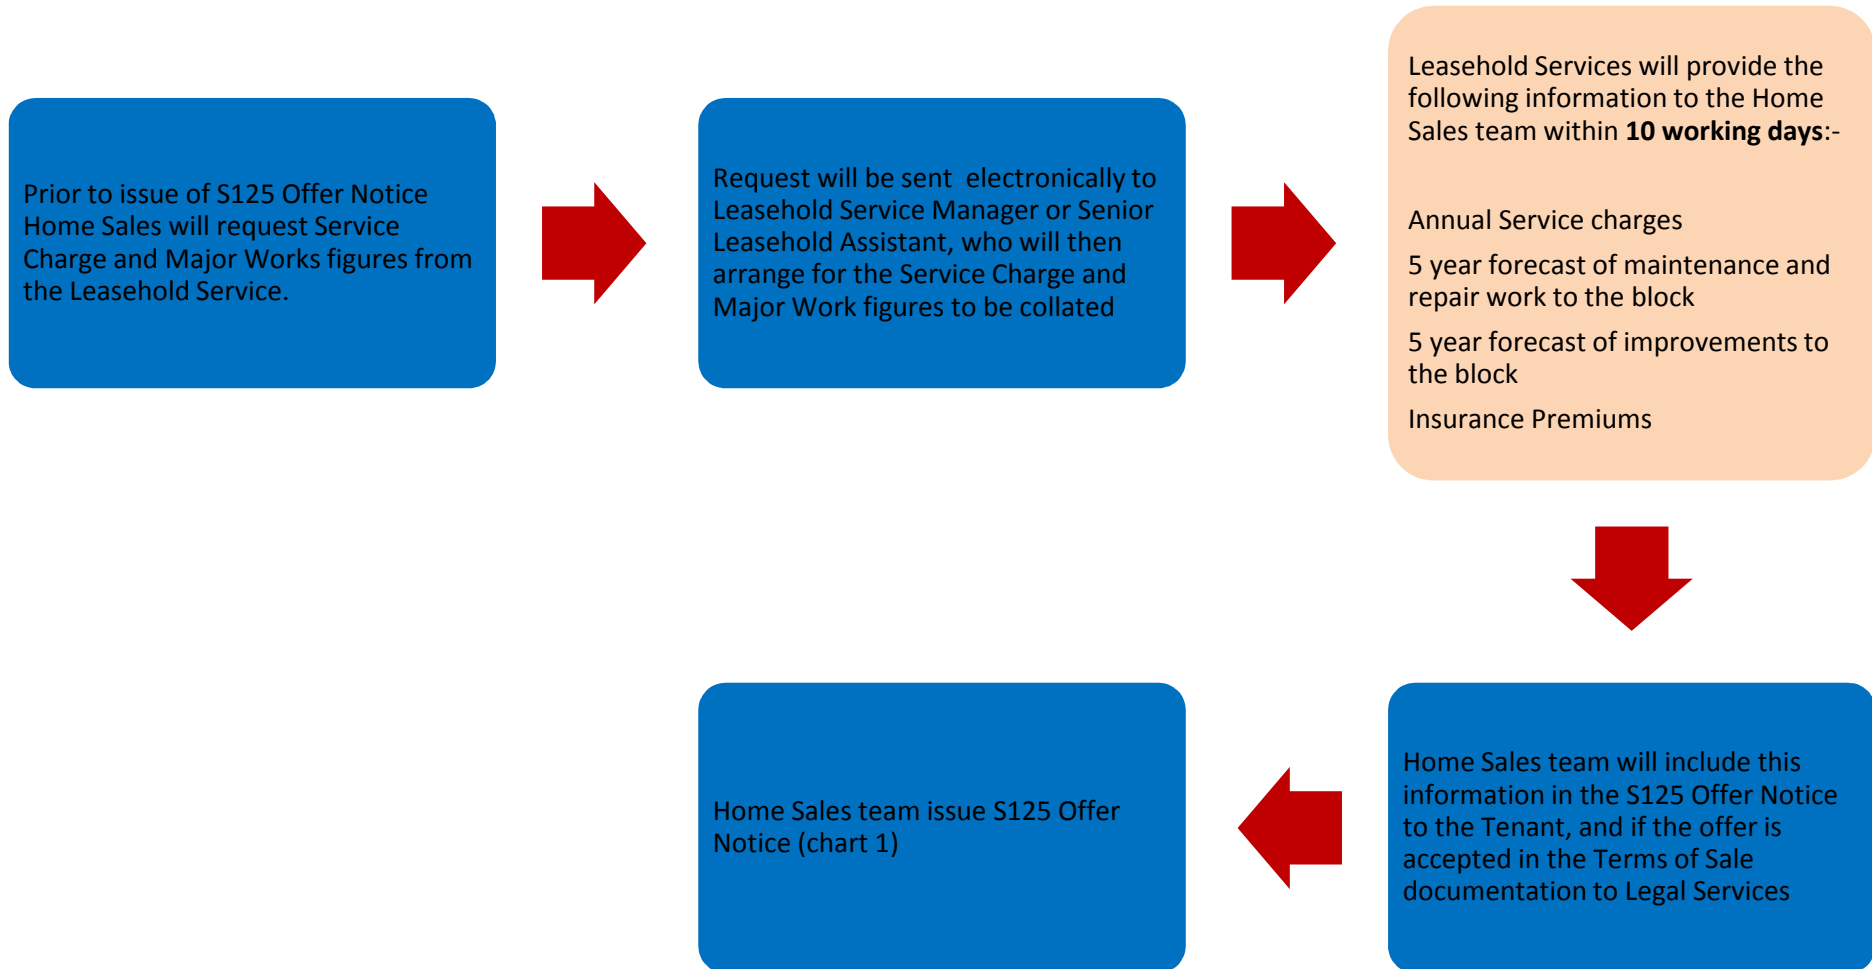 Prior to issue of S125 Offer Notice
Home Sales will request Service
Charge and Major Works figures from
the Leasehold Service.
Request will be sent  electronically to
Leasehold Service Manager or Senior
Leasehold Assistant, who will then
arrange for the Service Charge and
Major Work figures to be collated
Leasehold Services will provide the
following information to the Home
Sales team within 10 working days:-
Annual Service charges
5 year forecast of maintenance and
repair work to the block
5 year forecast of improvements to
the block
Insurance Premiums
Home Sales team will include this
information in the S125 Offer Notice
to the Tenant, and if the offer is
accepted in the Terms of Sale
documentation to Legal Services
Home Sales team issue S125 Offer
Notice (chart 1)